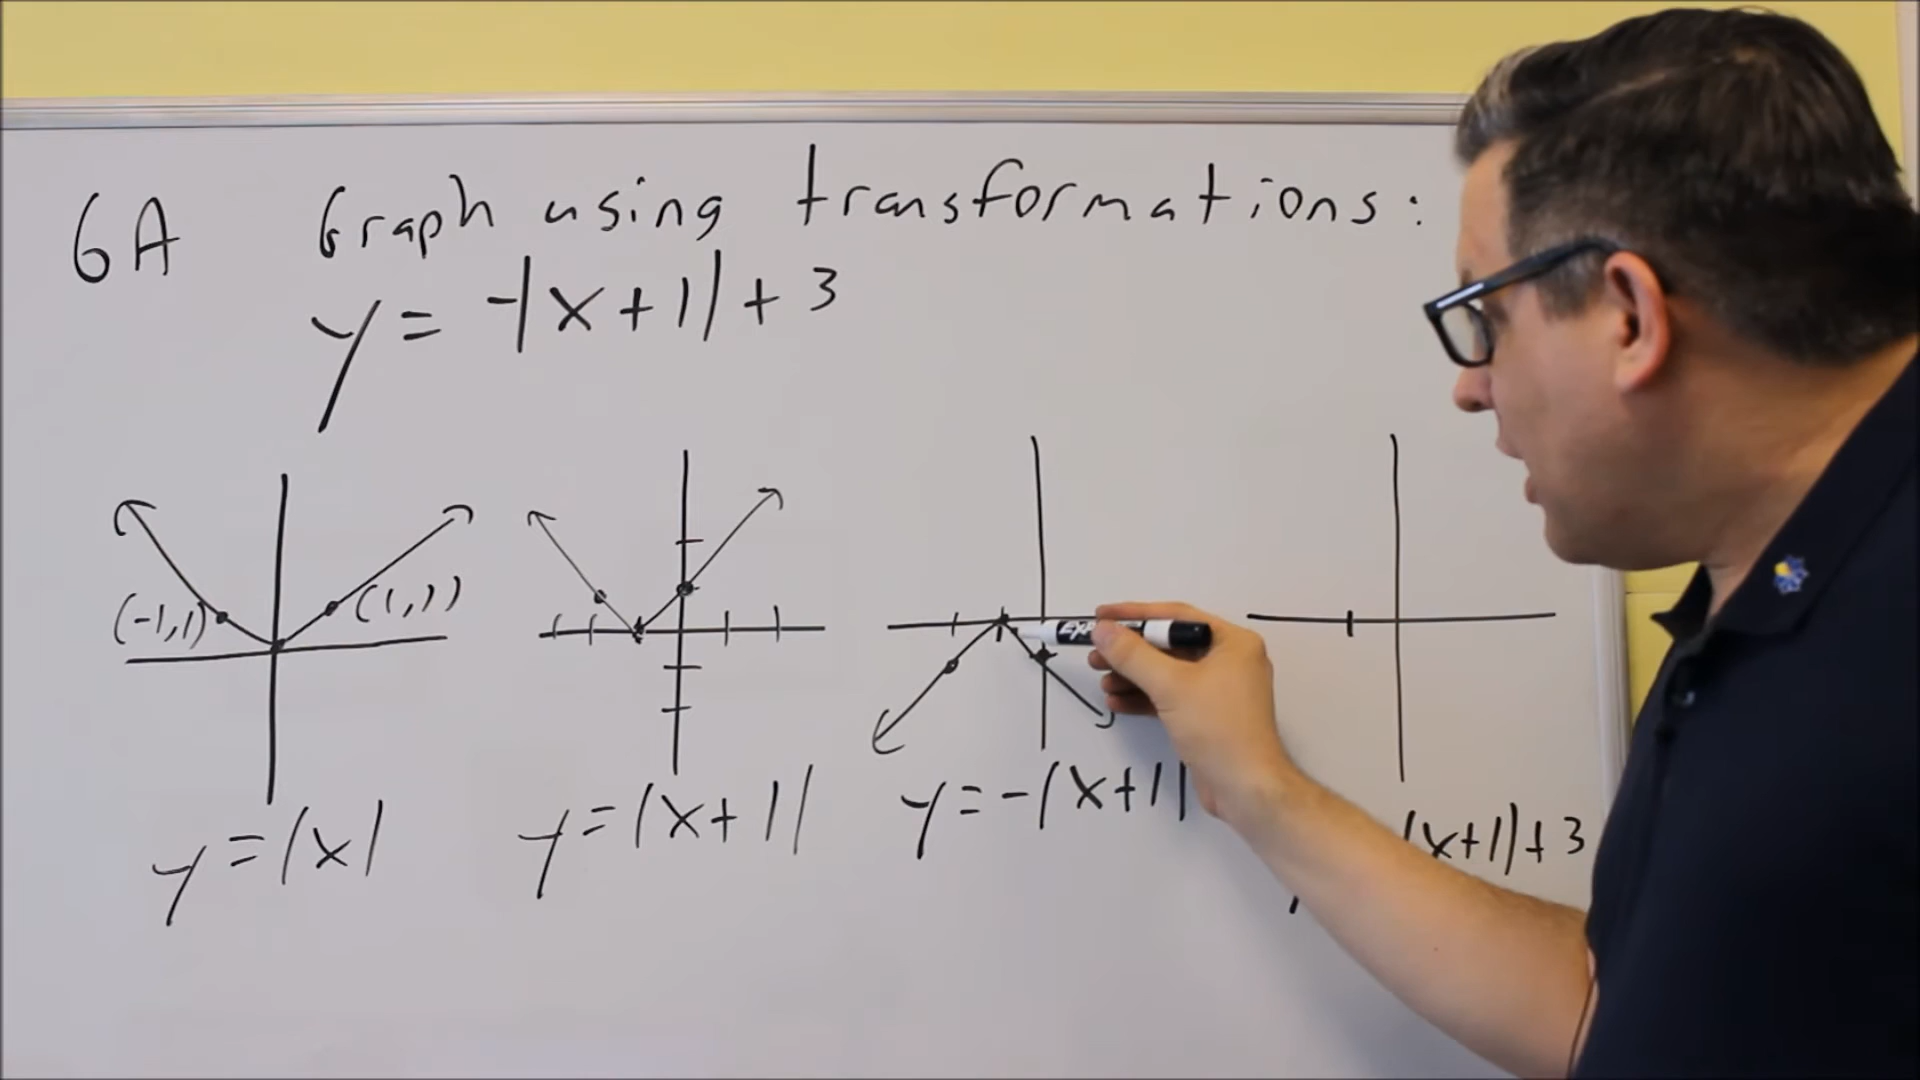 6A Graph using transformations:
y = -|x+1|+3
(-1,1) (1,1)
y=|x| y=|x+1| y=-|x+1| |x+1|+3